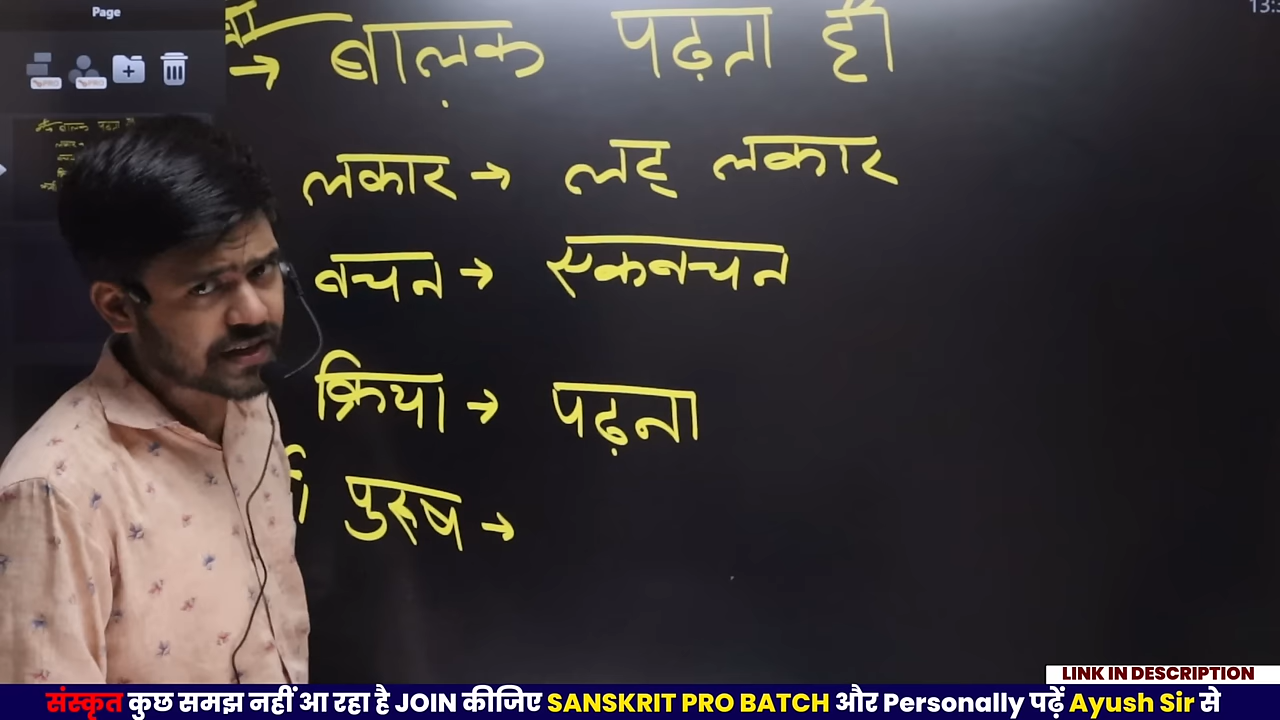 Page
13:
→ बालक पढ़ता है।
लकार → लट् लकार
वचन → एकवचन
क्रिया → पढ़ना
पुरुष →
LINK IN DESCRIPTION
संस्कृत कुछ समझ नहीं आ रहा है JOIN कीजिए SANSKRIT PRO BATCH और Personally पढ़ें Ayush Sir से